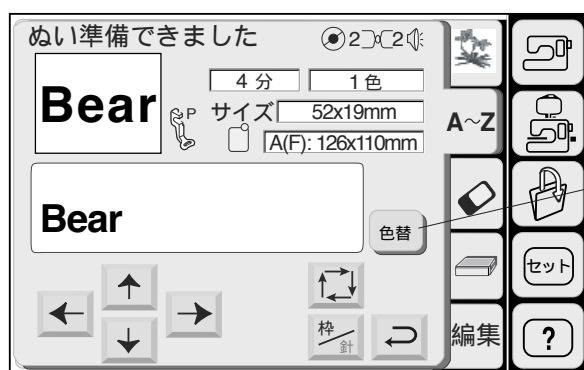 ぬい準備できました 2 2
4 分 1色
Bear P サイズ 52x19mm
A(F): 126x110mm
A~Z
Bear
色替
セット
枠/針
編集 ?